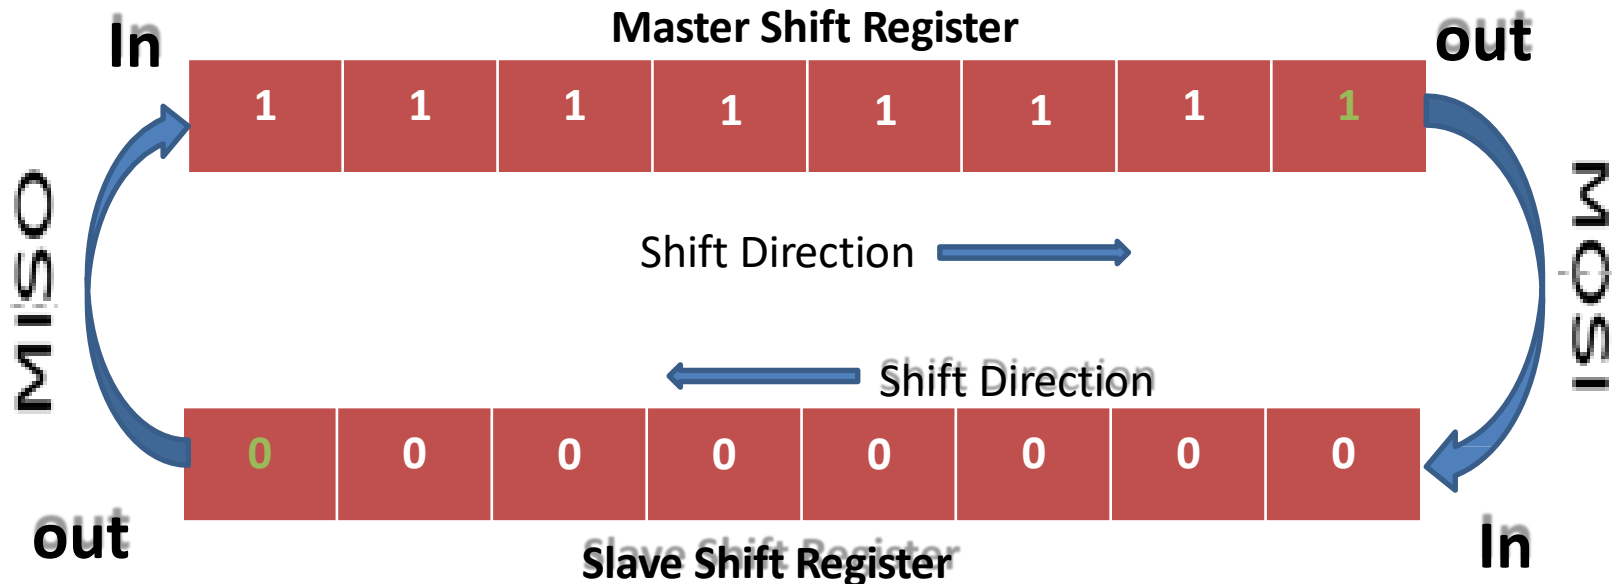 Master Shift Register
In
out
1 1 1 1 1 1 1 1
MISO
MOSI
Shift Direction
Shift Direction
0 0 0 0 0 0 0 0
out
In
Slave Shift Register